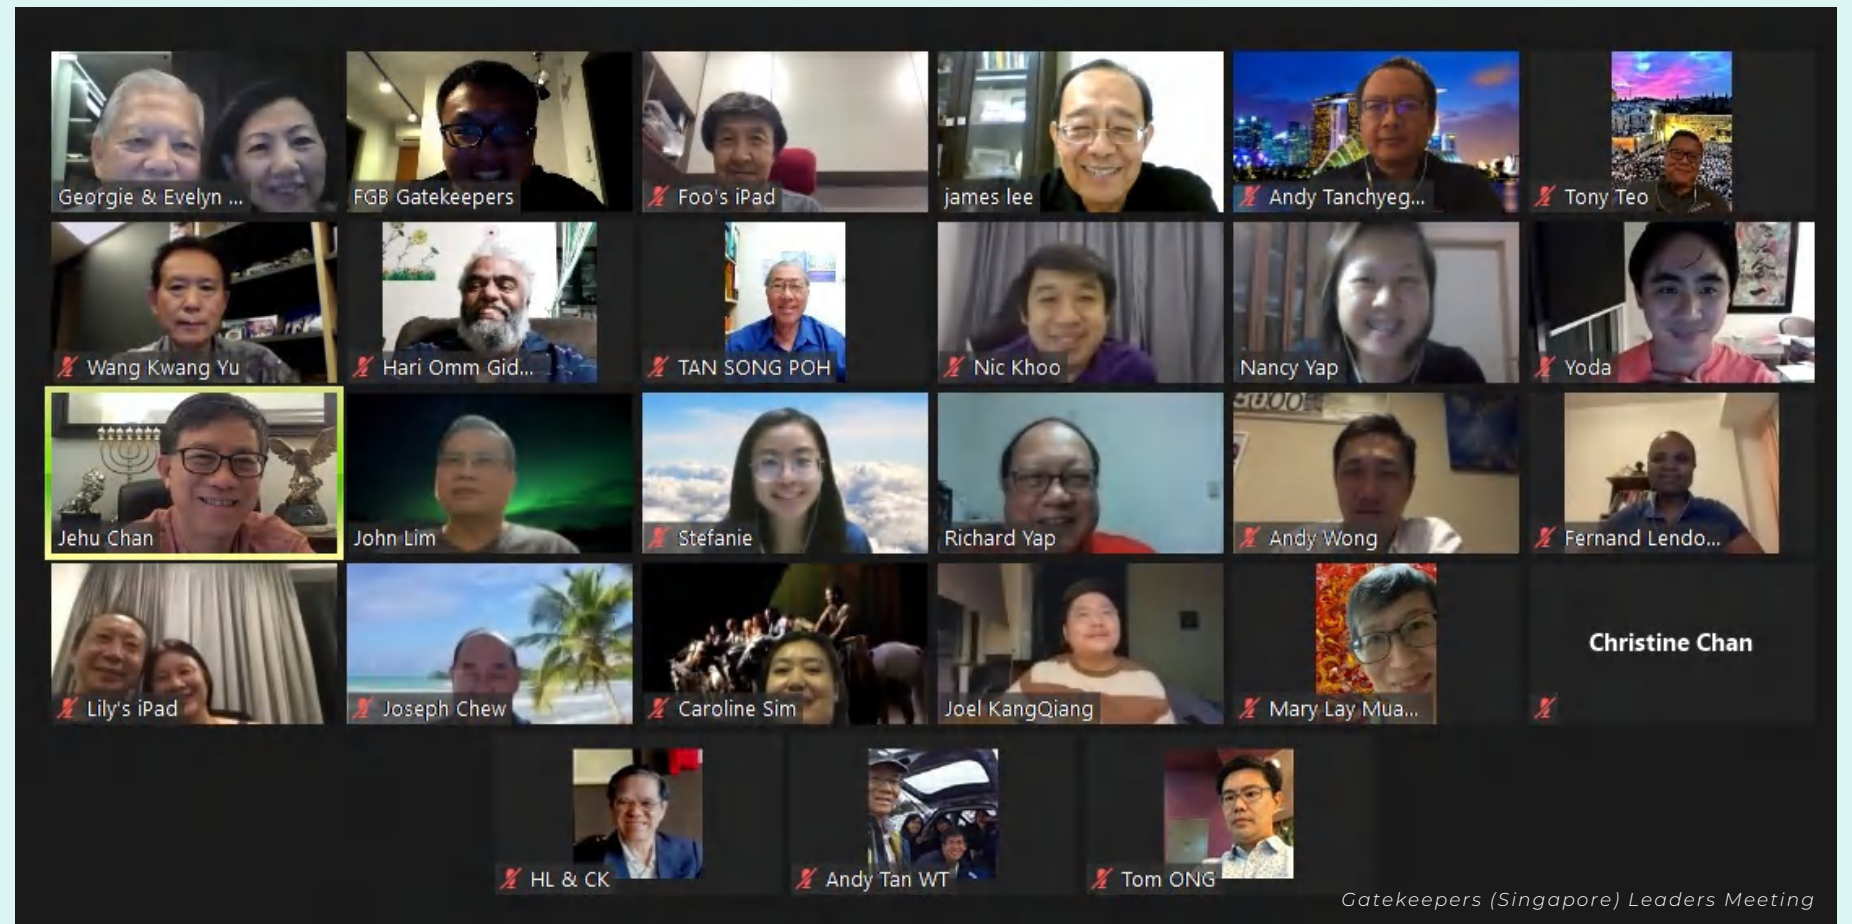 Georgie & Evelyn ...
FGB Gatekeepers
Foo's iPad
james lee
Andy Tanchyeg...
Tony Teo
Wang Kwang Yu
Hari Omm Gid...
TAN SONG POH
Nic Khoo
Nancy Yap
Yoda
5000
Jehu Chan
John Lim
Stefanie
Richard Yap
Andy Wong
Fernand Lendo...
Lily's iPad
Joseph Chew
Caroline Sim
Joel KangQiang
Mary Lay Mua...
Christine Chan
HL & CK
Andy Tan WT
Tom ONG
Gatekeepers (Singapore) Leaders Meeting